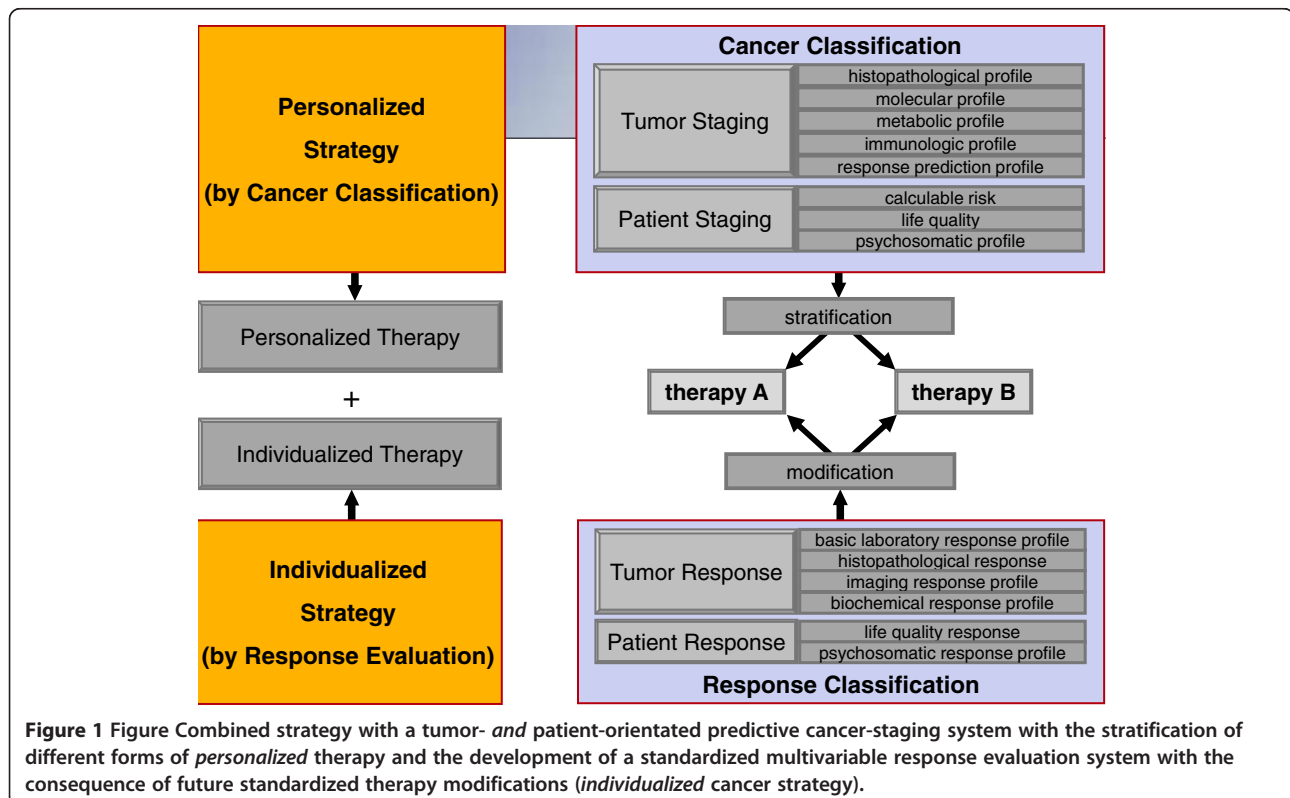 Personalized
Strategy
(by Cancer Classification)
Personalized Therapy
+
Individualized Therapy
Individualized
Strategy
(by Response Evaluation)
Cancer Classification
Tumor Staging
histopathological profile
molecular profile
metabolic profile
immunologic profile
response prediction profile
Patient Staging
calculable risk
life quality
psychosomatic profile
stratification
therapy A
therapy B
modification
Tumor Response
basic laboratory response profile
histopathological response
imaging response profile
biochemical response profile
Patient Response
life quality response
psychosomatic response profile
Response Classification
Figure 1 Figure Combined strategy with a tumor- and patient-orientated predictive cancer-staging system with the stratification of
different forms of personalized therapy and the development of a standardized multivariable response evaluation system with the
consequence of future standardized therapy modifications (individualized cancer strategy).